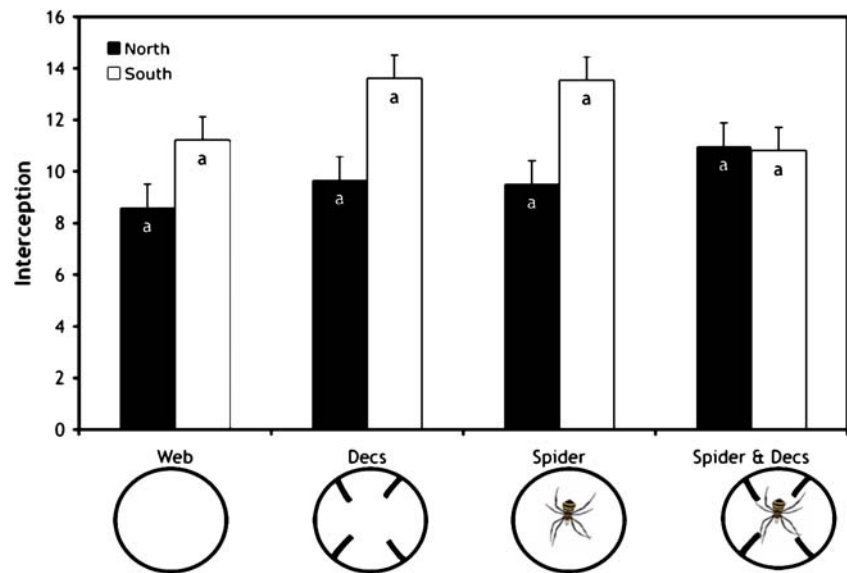 16
14
12
10
8
6
4
2
0
Interception
North
South
a
a
a
a
a
a
a
a
Web Decs Spider Spider & Decs